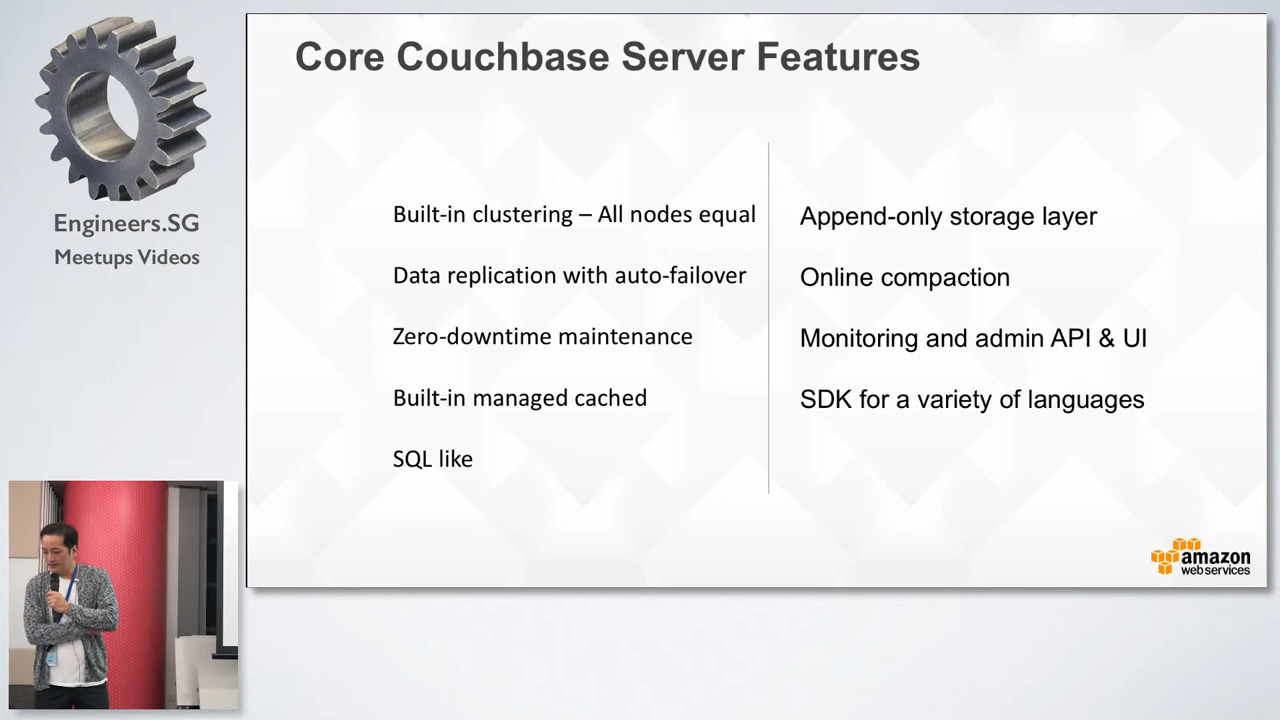 Engineers.SG
Meetups Videos
Core Couchbase Server Features
Built-in clustering – All nodes equal
Data replication with auto-failover
Zero-downtime maintenance
Built-in managed cached
SQL like
Append-only storage layer
Online compaction
Monitoring and admin API & UI
SDK for a variety of languages
amazon
webservices